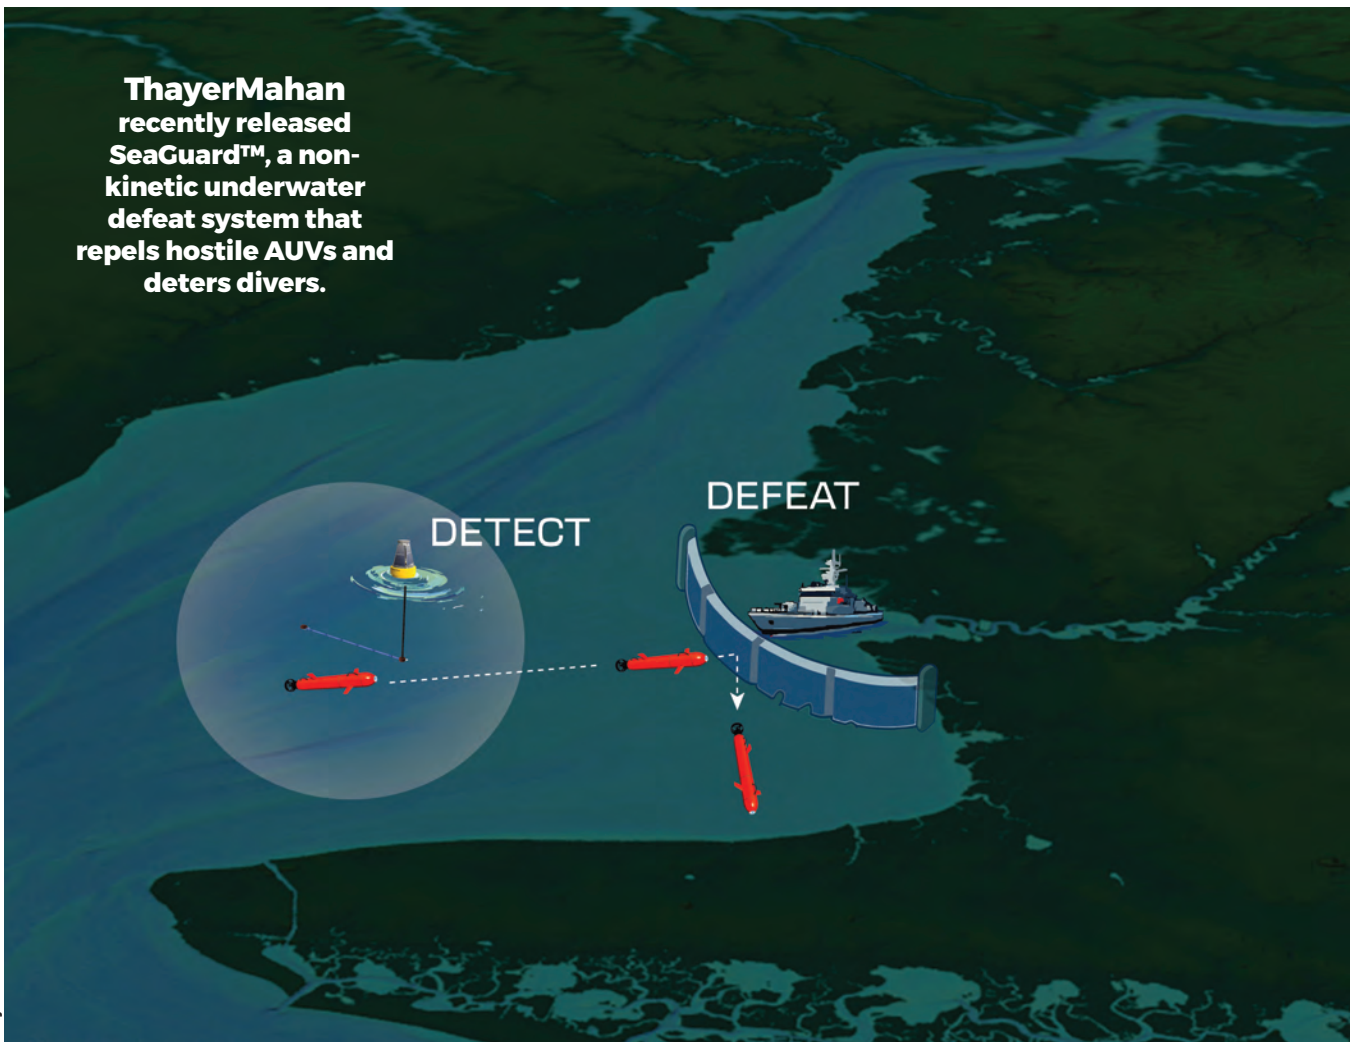 ThayerMahan
recently released
SeaGuard™, a non-
kinetic underwater
defeat system that
repels hostile AUVs and
deters divers.
DEFEAT
DETECT